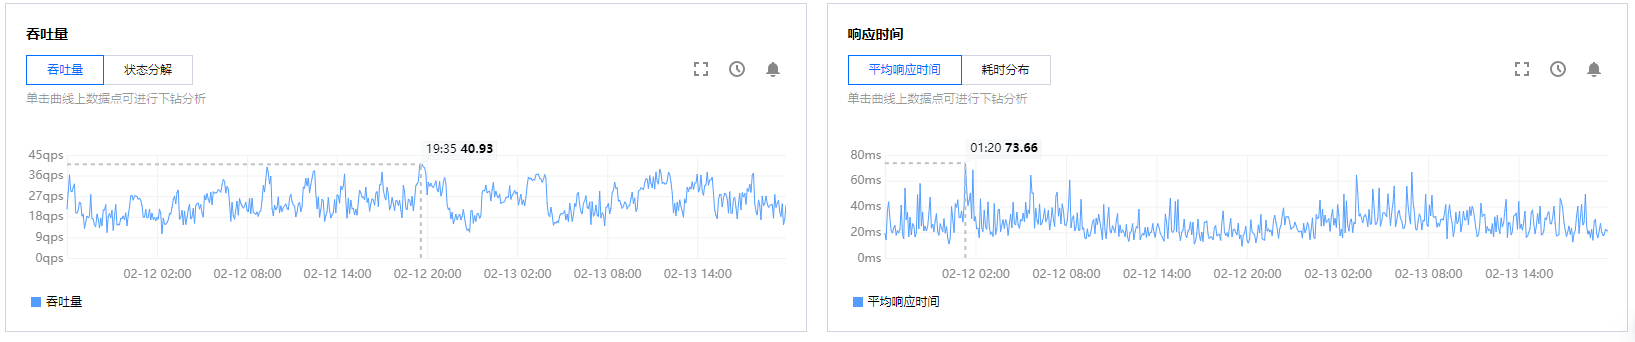 吞吐量
吞吐量 状态分解
单击曲线上数据点可进行下钻分析
19:35 40.93
45qps
36qps
27qps
18qps
9qps
0qps
02-12 02:00 02-12 08:00 02-12 14:00 02-12 20:00 02-13 02:00 02-13 08:00 02-13 14:00
吞吐量
响应时间
平均响应时间 耗时分布
单击曲线上数据点可进行下钻分析
01:20 73.66
80ms
60ms
40ms
20ms
0ms
02-12 02:00 02-12 08:00 02-12 14:00 02-12 20:00 02-13 02:00 02-13 08:00 02-13 14:00
平均响应时间